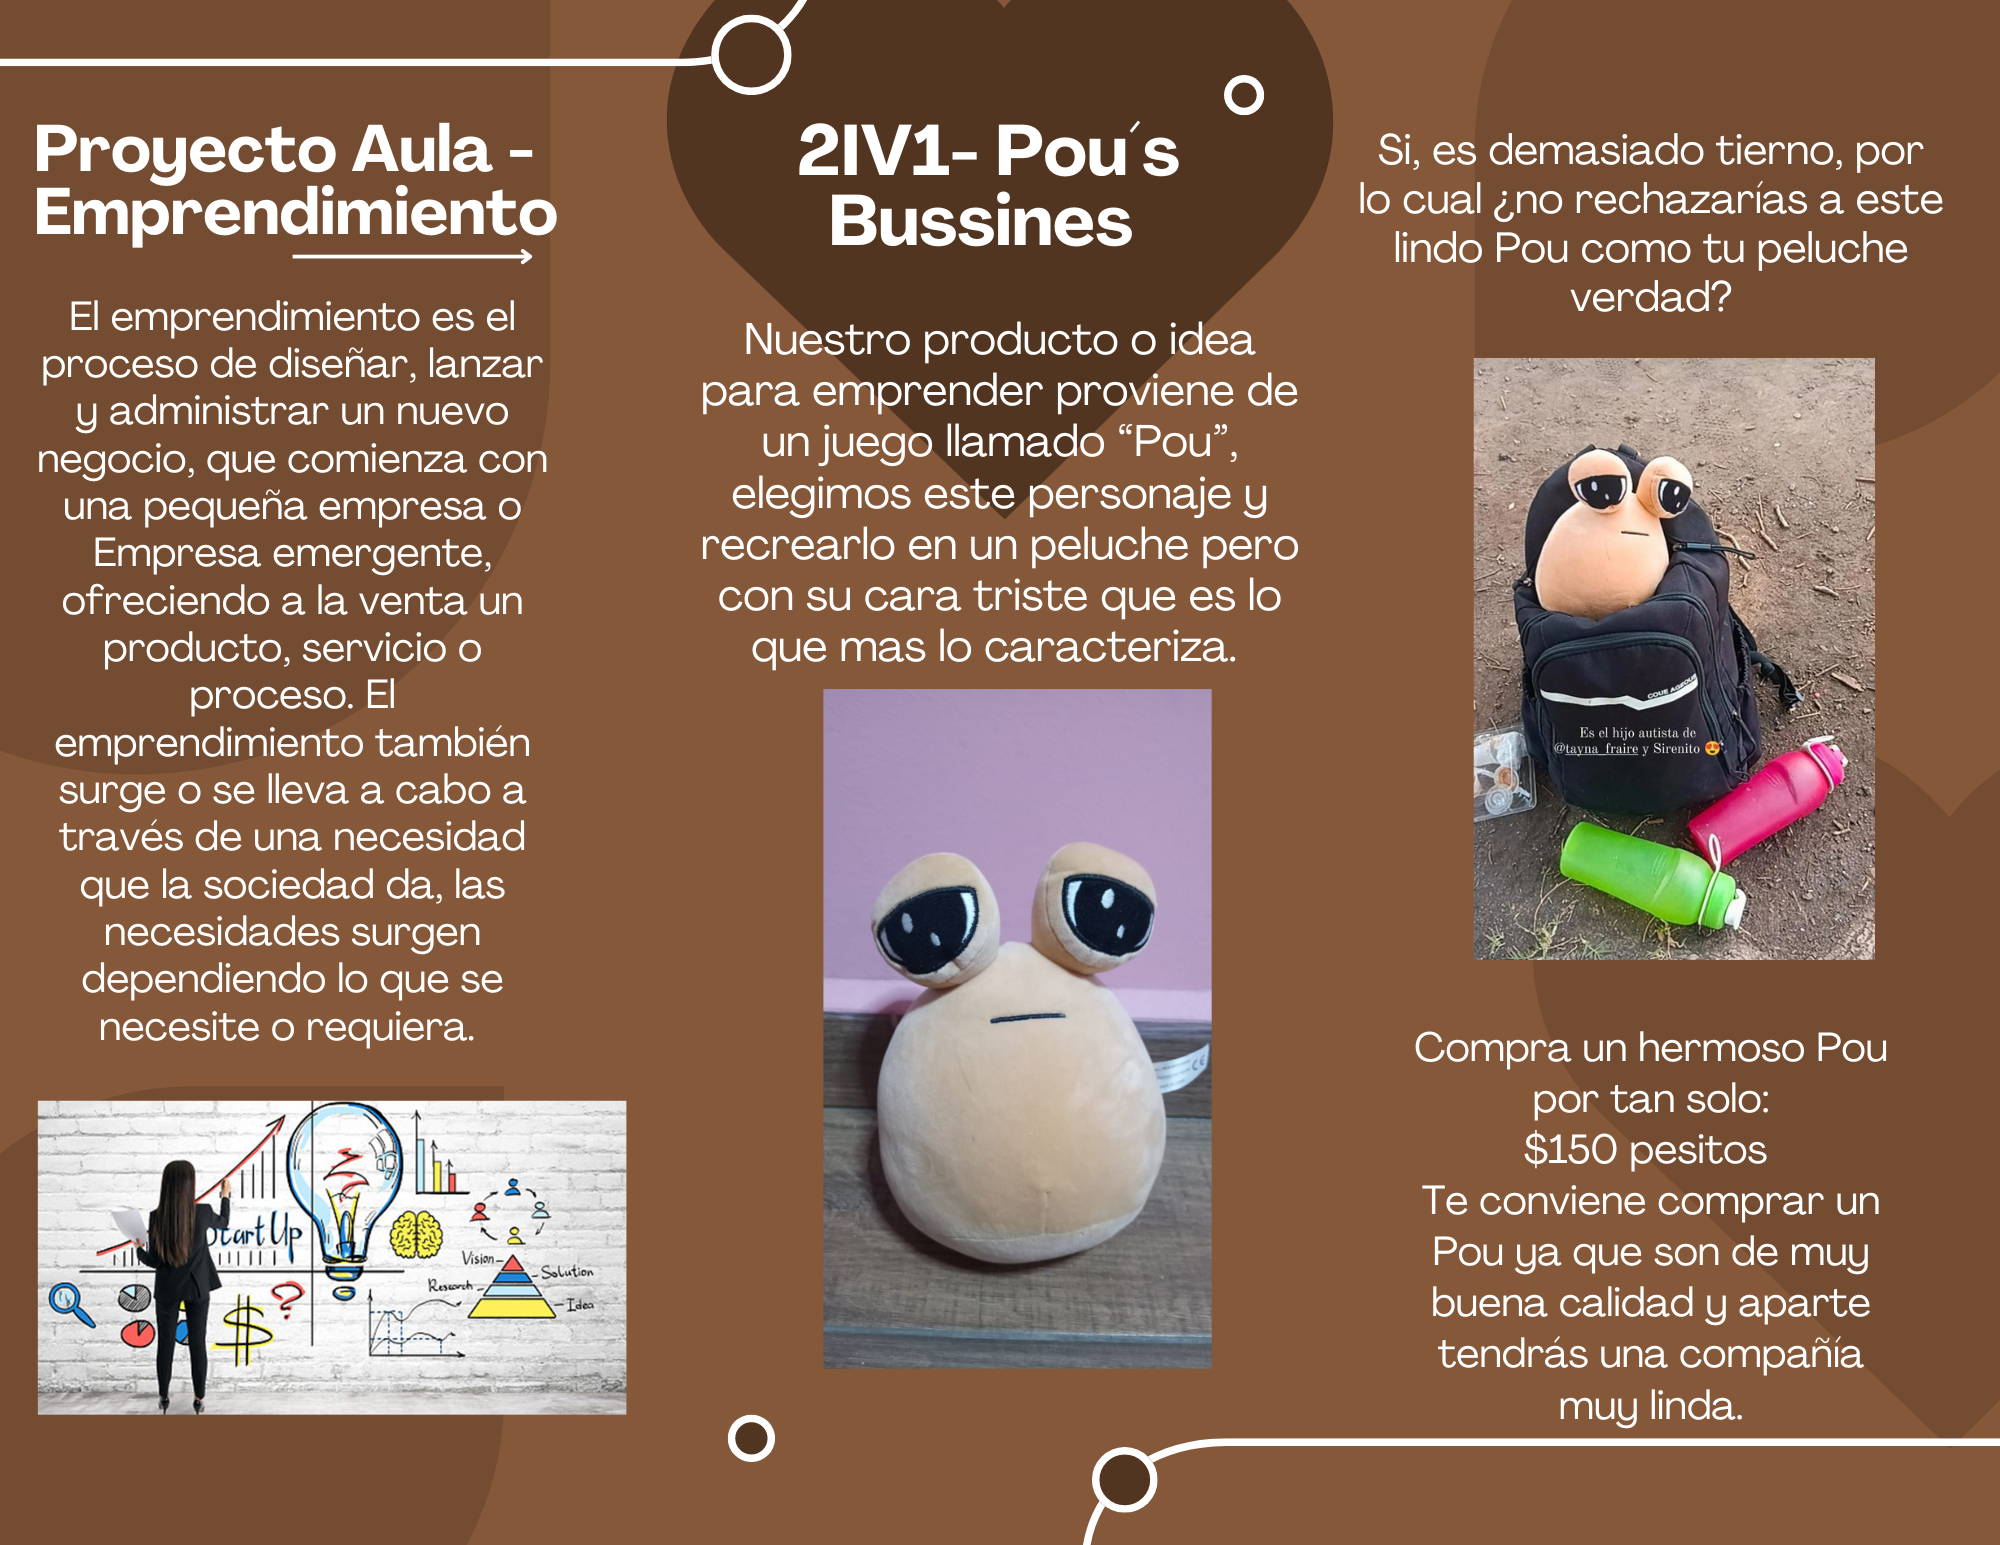 Proyecto Aula -
Emprendimiento
El emprendimiento es el
proceso de diseñar, lanzar
y administrar un nuevo
negocio, que comienza con
una pequeña empresa o
Empresa emergente,
ofreciendo a la venta un
producto, servicio o
proceso. El
emprendimiento también
surge o se lleva a cabo a
través de una necesidad
que la sociedad da, las
necesidades surgen
dependiendo lo que se
necesite o requiera.
StartUp
Vision
Research
Solution
Idea
2IV1- Pou´s
Bussines
Nuestro producto o idea
para emprender proviene de
un juego llamado “Pou”,
elegimos este personaje y
recrearlo en un peluche pero
con su cara triste que es lo
que mas lo caracteriza.
CE
Si, es demasiado tierno, por
lo cual ¿no rechazarías a este
lindo Pou como tu peluche
verdad?
Es el hijo autista de
@tayna_fraire y Sirenito 😍
Compra un hermoso Pou
por tan solo:
$150 pesitos
Te conviene comprar un
Pou ya que son de muy
buena calidad y aparte
tendrás una compañía
muy linda.